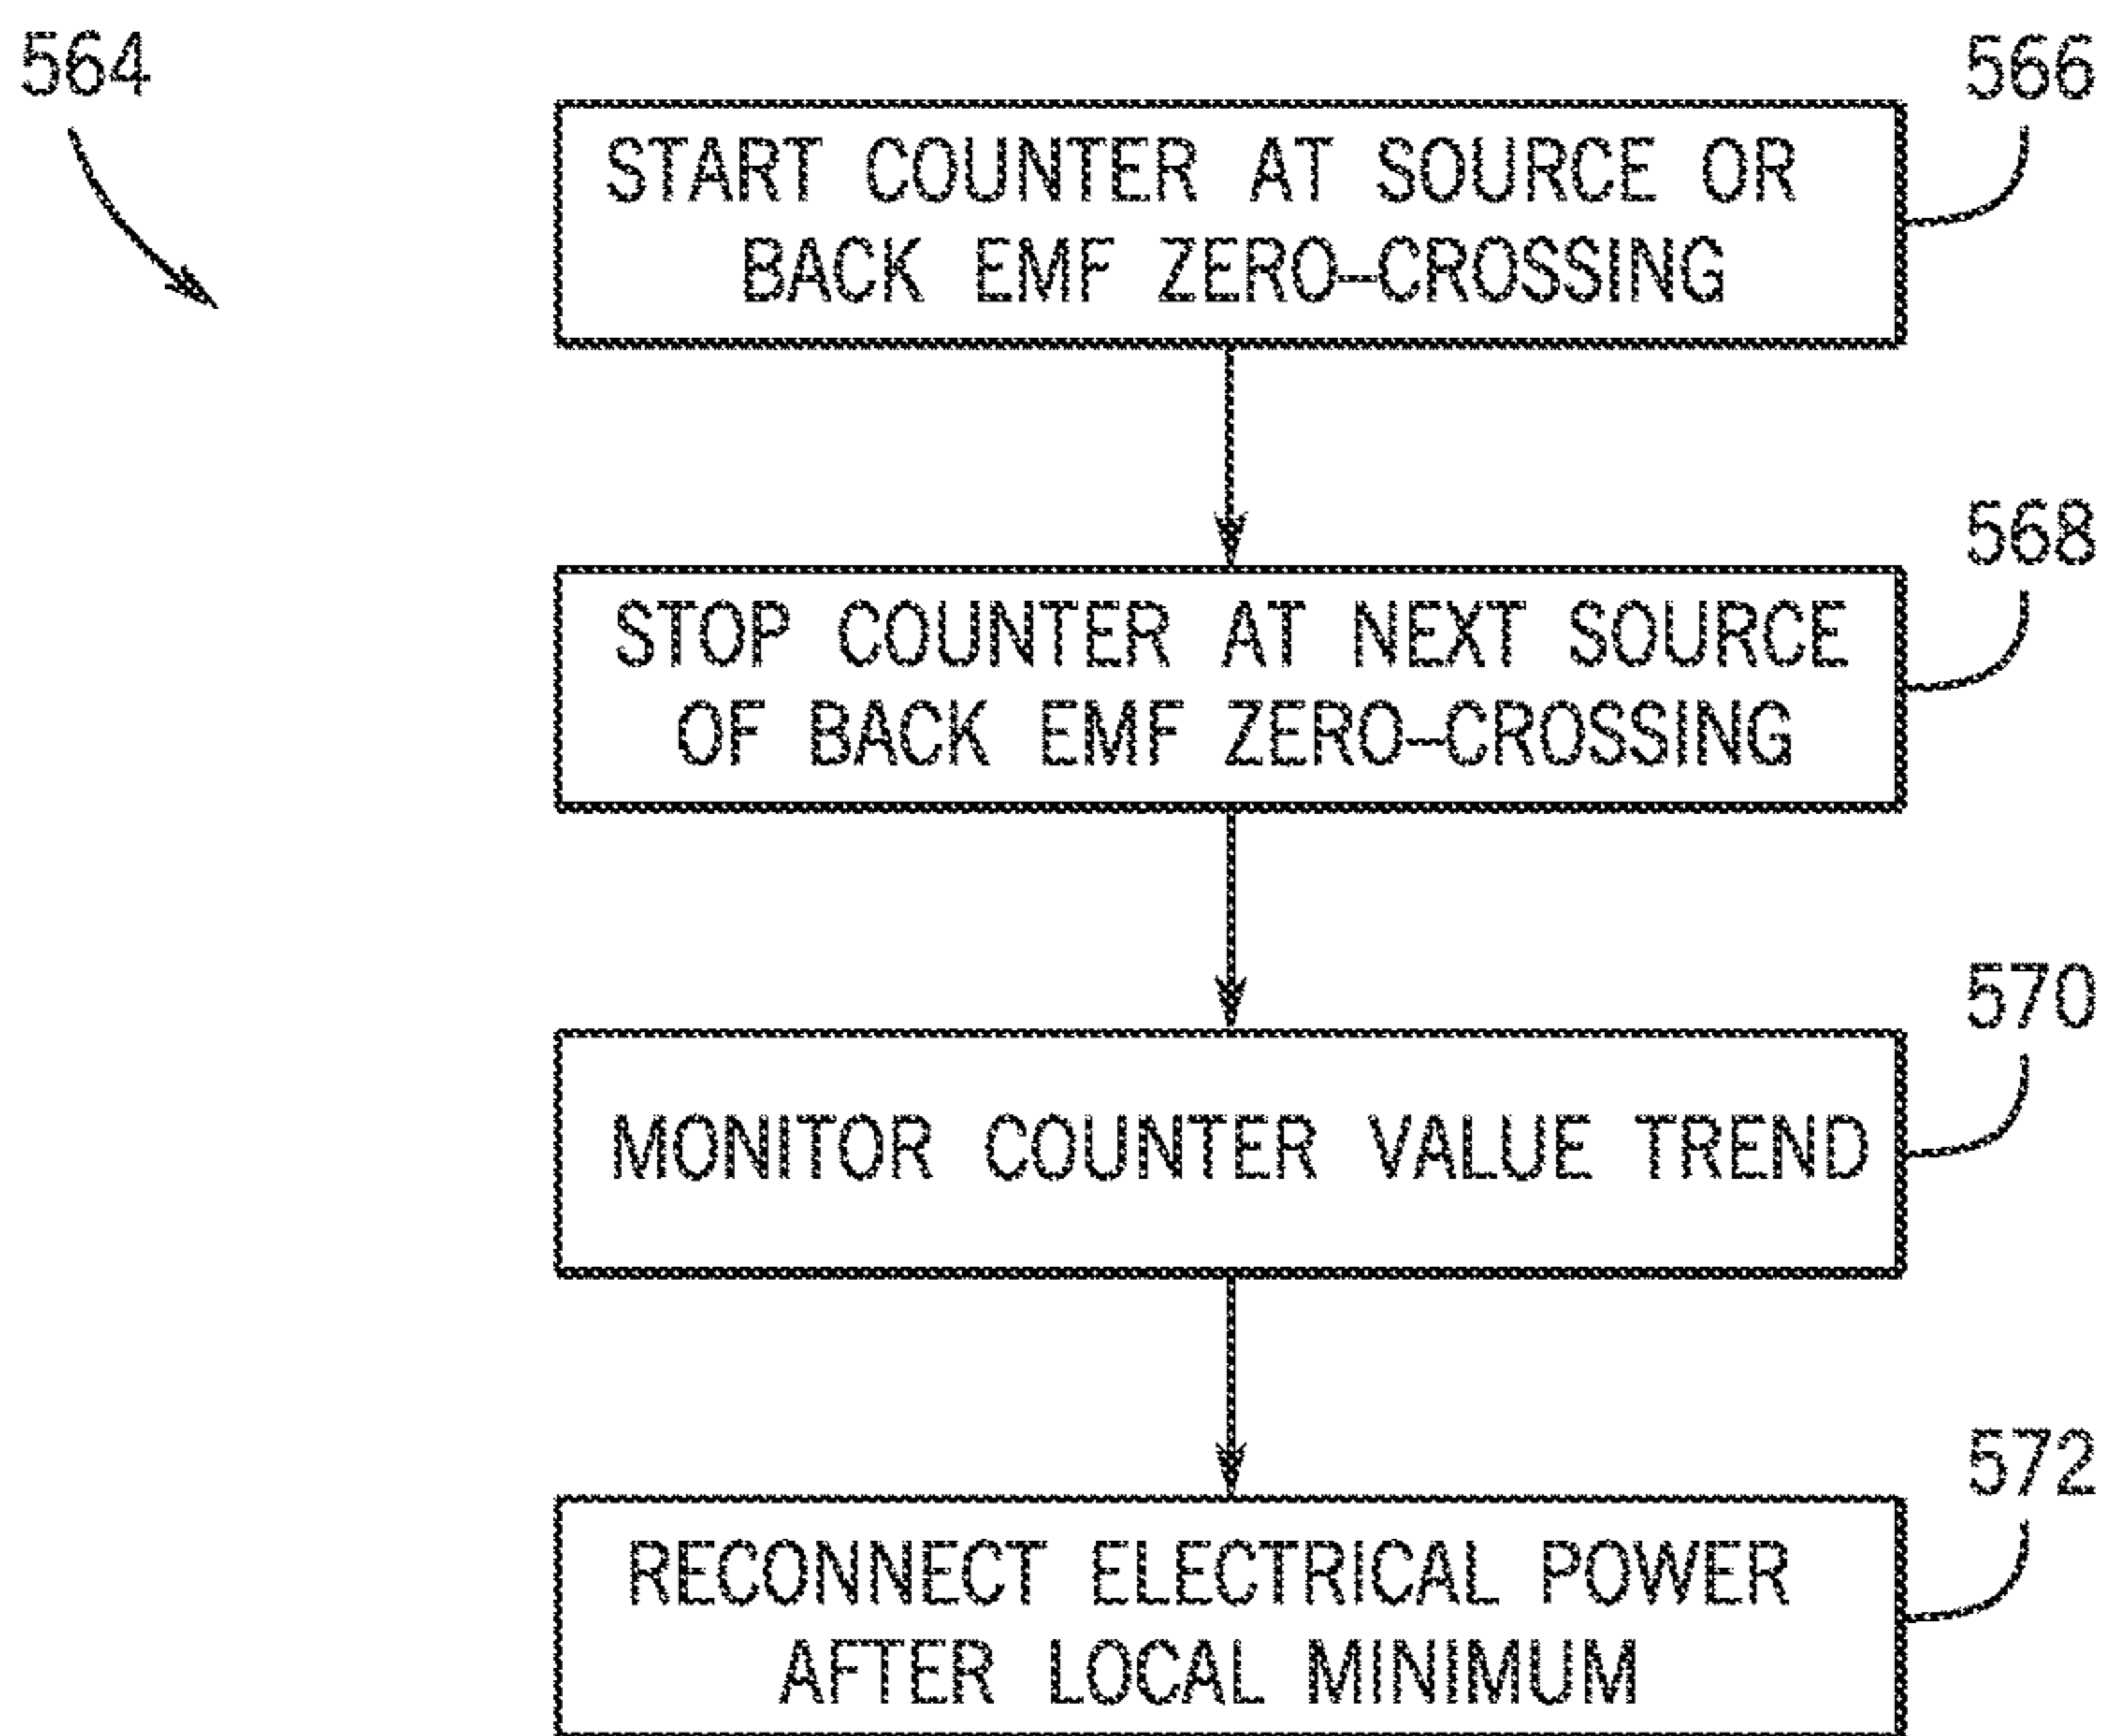 564
566
START COUNTER AT SOURCE OR
BACK EMF ZERO-CROSSING
568
STOP COUNTER AT NEXT SOURCE
OF BACK EMF ZERO-CROSSING
570
MONITOR COUNTER VALUE TREND
572
RECONNECT ELECTRICAL POWER
AFTER LOCAL MINIMUM